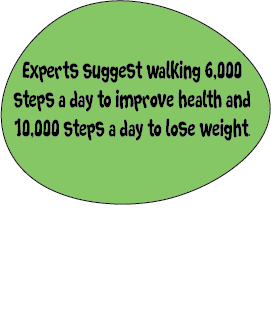 Experts suggest walking 6,000
steps a day to improve health and
10,000 steps a day to lose weight.